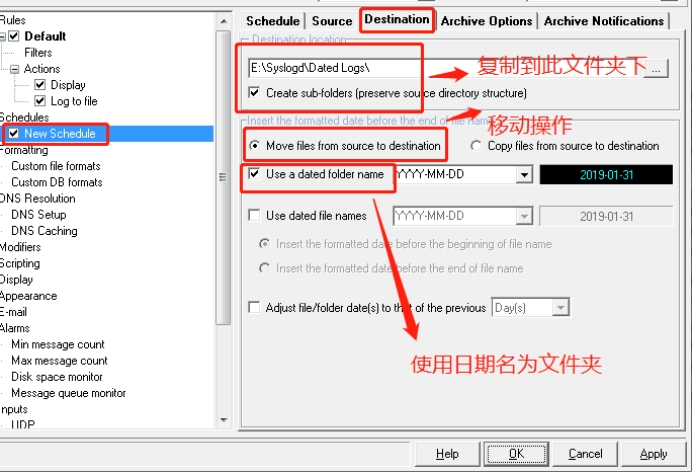 Rules
Default
Filters
Actions
Display
Log to file
Schedules
New Schedule
Formatting
Custom file formats
Custom DB formats
DNS Resolution
DNS Setup
DNS Caching
Modifiers
Scripting
Display
Appearance
E-mail
Alarms
Min message count
Max message count
Disk space monitor
Message queue monitor
Inputs
UDP
Schedule Source Destination Archive Options Archive Notifications
Destination location
E:\Syslogd\Dated Logs\ ...
复制到此文件夹下
Create sub-folders (preserve source directory structure)
Insert the formatted date before the end of file name
移动操作
Move files from source to destination Copy files from source to destination
Use a dated folder name YYYY-MM-DD 2019-01-31
Use dated file names YYYY-MM-DD 2019-01-31
Insert the formatted date before the beginning of file name
Insert the formatted date before the end of file name
Adjust file/folder date(s) to that of the previous Day(s)
使用日期名为文件夹
Help OK Cancel Apply